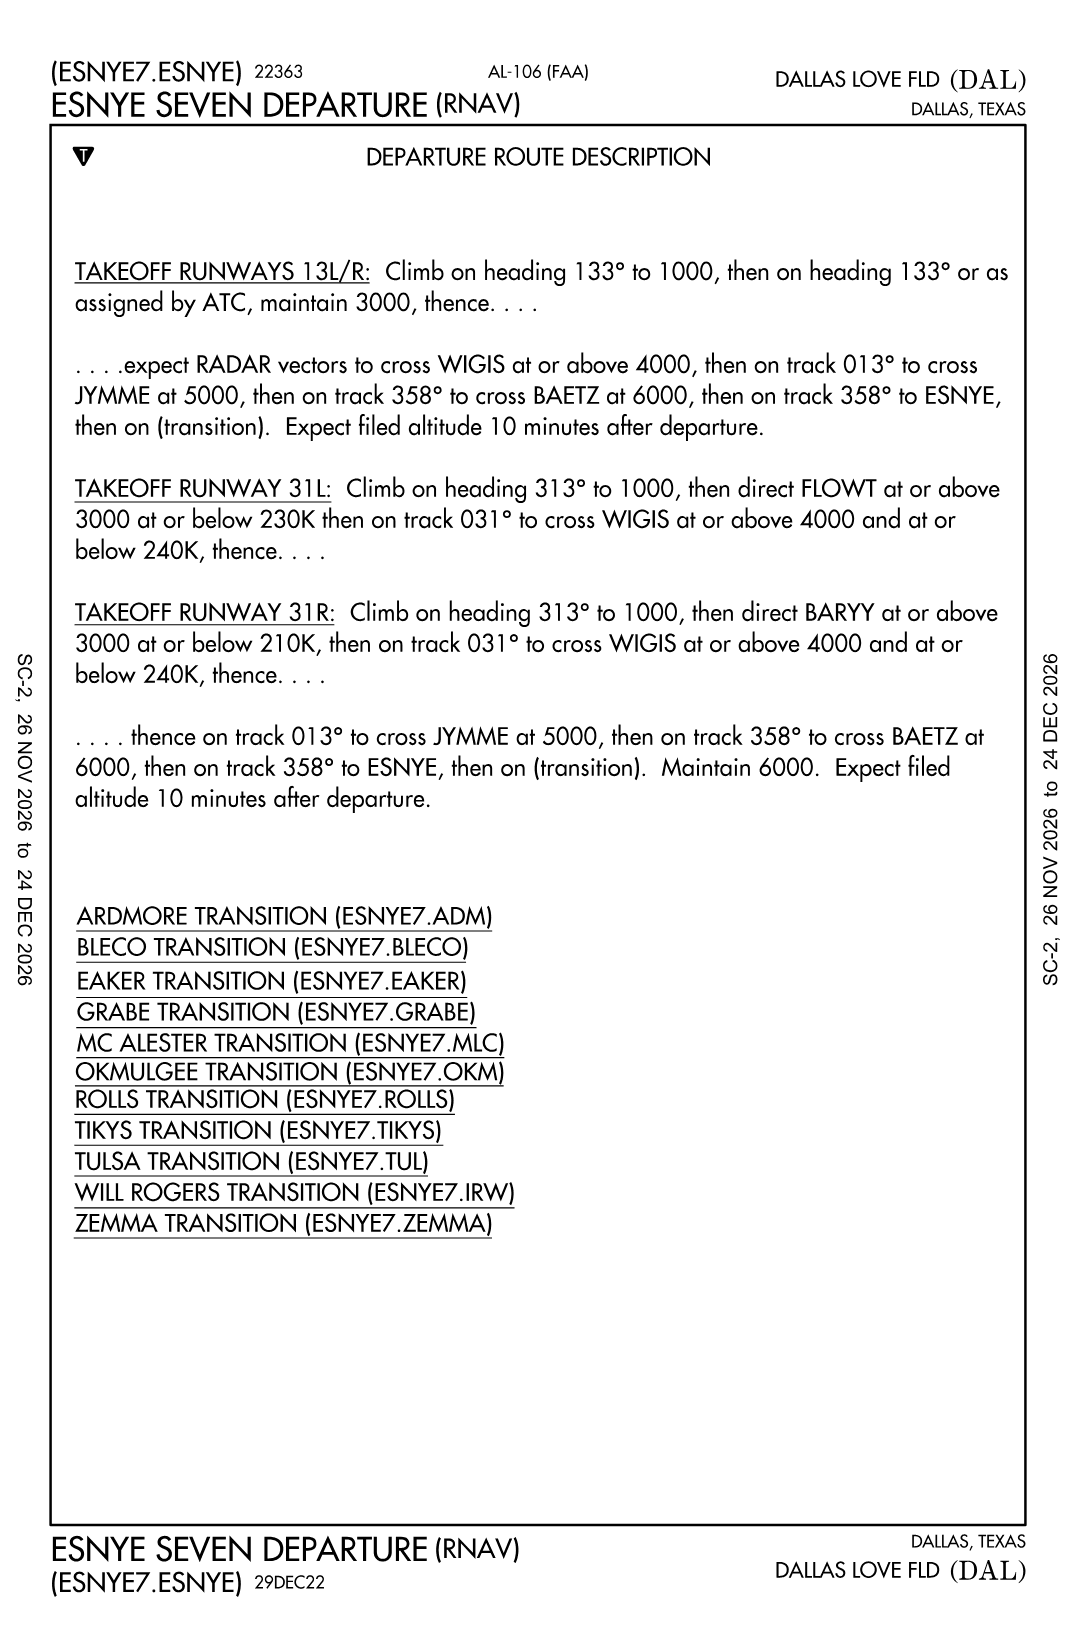 (ESNYE7.ESNYE) 22363 AL-106 (FAA) DALLAS LOVE FLD (DAL)
ESNYE SEVEN DEPARTURE (RNAV) DALLAS, TEXAS
T DEPARTURE ROUTE DESCRIPTION
TAKEOFF RUNWAYS 13L/R: Climb on heading 133° to 1000, then on heading 133° or as
assigned by ATC, maintain 3000, thence. . . .
. . . .expect RADAR vectors to cross WIGIS at or above 4000, then on track 013° to cross
JYMME at 5000, then on track 358° to cross BAETZ at 6000, then on track 358° to ESNYE,
then on (transition). Expect filed altitude 10 minutes after departure.
TAKEOFF RUNWAY 31L: Climb on heading 313° to 1000, then direct FLOWT at or above
3000 at or below 230K then on track 031° to cross WIGIS at or above 4000 and at or
below 240K, thence. . . .
TAKEOFF RUNWAY 31R: Climb on heading 313° to 1000, then direct BARYY at or above
3000 at or below 210K, then on track 031° to cross WIGIS at or above 4000 and at or
below 240K, thence. . . .
. . . . thence on track 013° to cross JYMME at 5000, then on track 358° to cross BAETZ at
6000, then on track 358° to ESNYE, then on (transition). Maintain 6000. Expect filed
altitude 10 minutes after departure.
ARDMORE TRANSITION (ESNYE7.ADM)
BLECO TRANSITION (ESNYE7.BLECO)
EAKER TRANSITION (ESNYE7.EAKER)
GRABE TRANSITION (ESNYE7.GRABE)
MC ALESTER TRANSITION (ESNYE7.MLC)
OKMULGEE TRANSITION (ESNYE7.OKM)
ROLLS TRANSITION (ESNYE7.ROLLS)
TIKYS TRANSITION (ESNYE7.TIKYS)
TULSA TRANSITION (ESNYE7.TUL)
WILL ROGERS TRANSITION (ESNYE7.IRW)
ZEMMA TRANSITION (ESNYE7.ZEMMA)
SC-2, 26 NOV 2026 to 24 DEC 2026
SC-2, 26 NOV 2026 to 24 DEC 2026
ESNYE SEVEN DEPARTURE (RNAV) DALLAS, TEXAS
(ESNYE7.ESNYE) 29DEC22 DALLAS LOVE FLD (DAL)